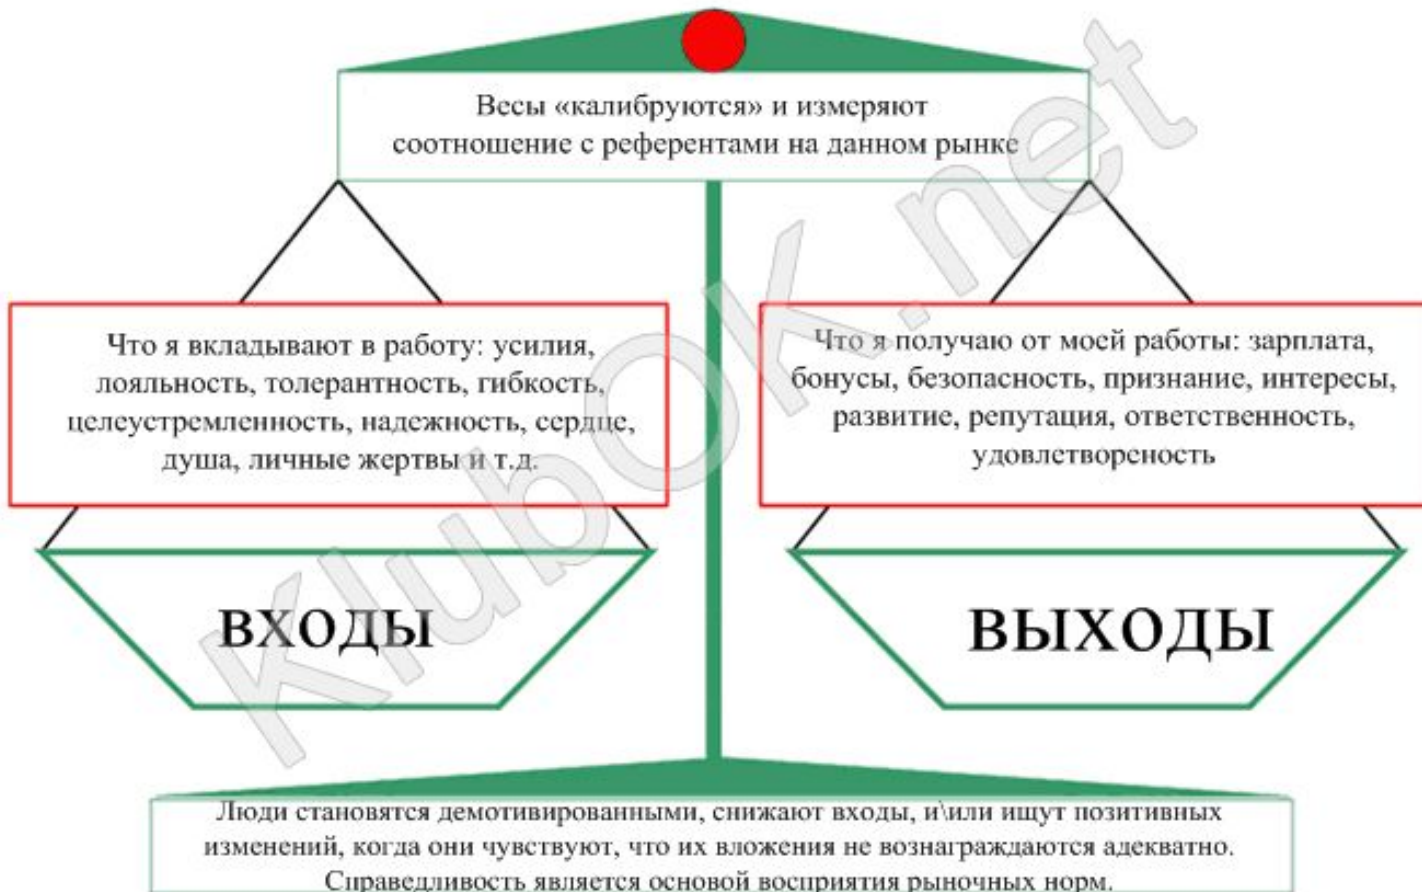 Весы «калибруются» и измеряют
соотношение с референтами на данном рынке
Что я вкладывают в работу: усилия,
лояльность, толерантность, гибкость,
целеустремленность, надежность, сердце,
душа, личные жертвы и т.д.
Что я получаю от моей работы: зарплата,
бонусы, безопасность, признание, интересы,
развитие, репутация, ответственность,
удовлетвореность
ВХОДЫ
ВЫХОДЫ
Люди становятся демотивированными, снижают входы, и\или ищут позитивных
изменений, когда они чувствуют, что их вложения не вознаграждаются адекватно.
Справедливость является основой восприятия рыночных норм.
KlubOK.net